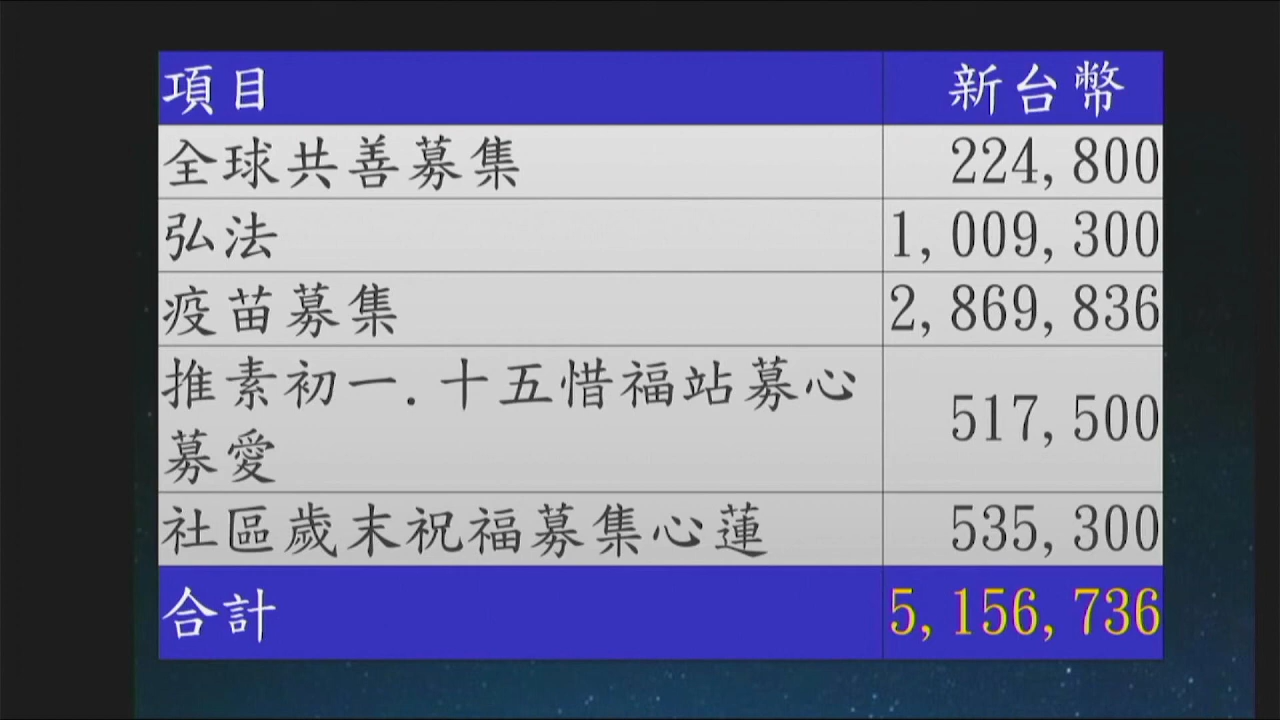 項目 新台幣
全球共善募集 224,800
弘法 1,009,300
疫苗募集 2,869,836
推素初一.十五惜福站募心
募愛 517,500
社區歲末祝福募集心蓮 535,300
合計 5,156,736